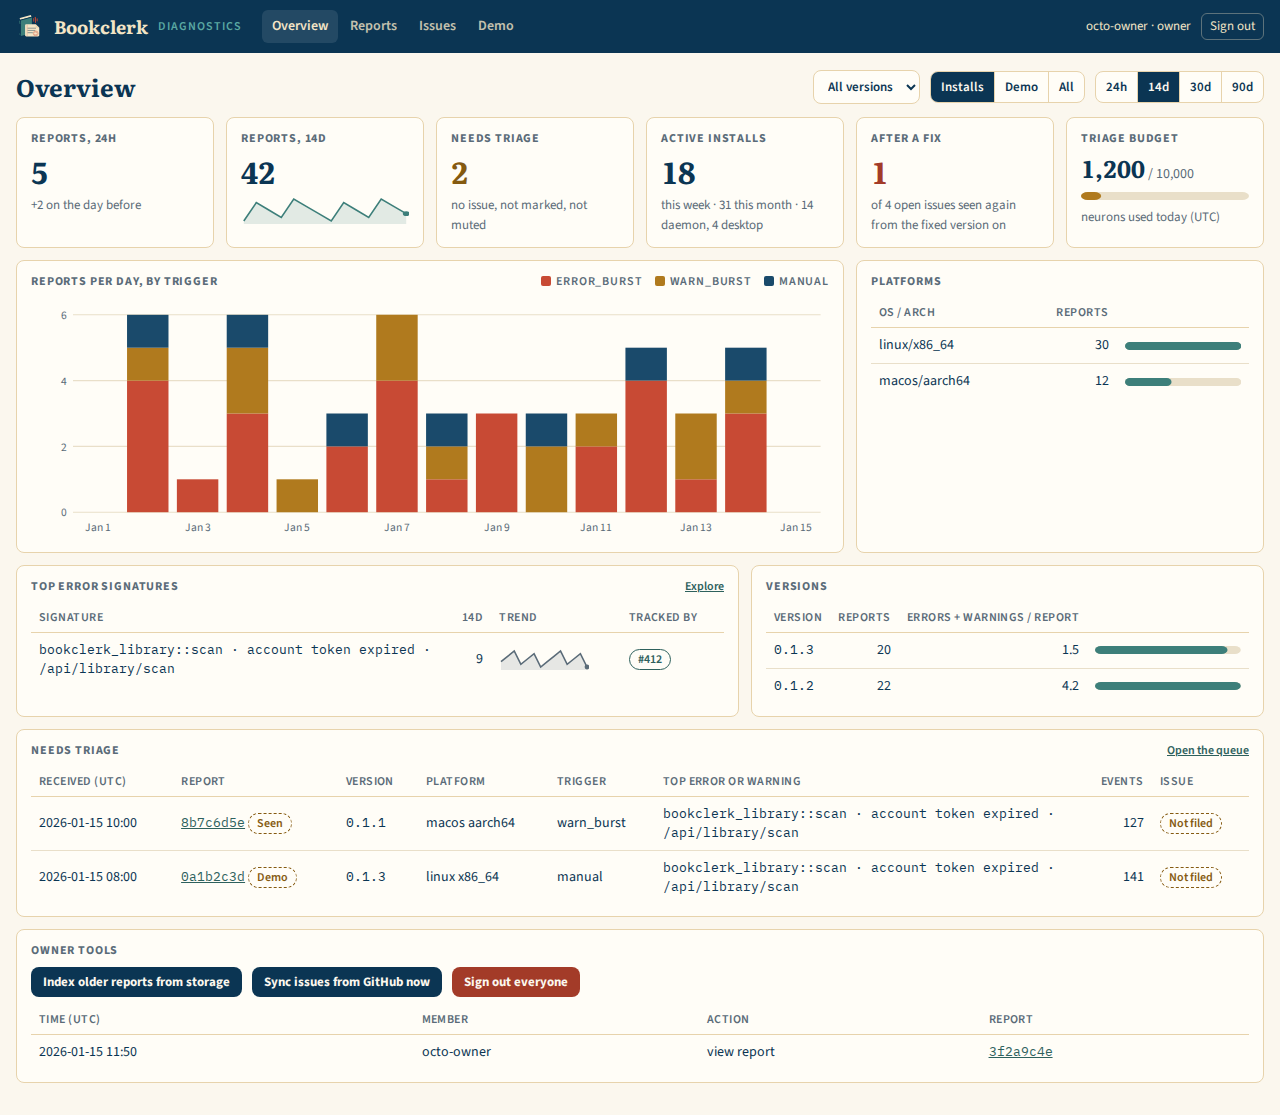 Bookclerk DIAGNOSTICS Overview Reports Issues Demo octo-owner · owner Sign out
Overview All versions Installs Demo All 24h 14d 30d 90d
REPORTS, 24H
5
+2 on the day before
REPORTS, 14D
42
NEEDS TRIAGE
2
no issue, not marked, not
muted
ACTIVE INSTALLS
18
this week · 31 this month · 14
daemon, 4 desktop
AFTER A FIX
1
of 4 open issues seen again
from the fixed version on
TRIAGE BUDGET
1,200 / 10,000
neurons used today (UTC)
REPORTS PER DAY, BY TRIGGER ERROR_BURST WARN_BURST MANUAL
6
4
2
0
Jan 1 Jan 3 Jan 5 Jan 7 Jan 9 Jan 11 Jan 13 Jan 15
PLATFORMS
OS / ARCH REPORTS
linux/x86_64 30
macos/aarch64 12
TOP ERROR SIGNATURES Explore
SIGNATURE 14D TREND TRACKED BY
bookclerk_library::scan · account token expired ·
/api/library/scan 9 #412
VERSIONS
VERSION REPORTS ERRORS + WARNINGS / REPORT
0.1.3 20 1.5
0.1.2 22 4.2
NEEDS TRIAGE Open the queue
RECEIVED (UTC) REPORT VERSION PLATFORM TRIGGER TOP ERROR OR WARNING EVENTS ISSUE
2026-01-15 10:00 8b7c6d5e Seen 0.1.1 macos aarch64 warn_burst bookclerk_library::scan · account token expired ·
/api/library/scan 127 Not filed
2026-01-15 08:00 0a1b2c3d Demo 0.1.3 linux x86_64 manual bookclerk_library::scan · account token expired ·
/api/library/scan 141 Not filed
OWNER TOOLS
Index older reports from storage Sync issues from GitHub now Sign out everyone
TIME (UTC) MEMBER ACTION REPORT
2026-01-15 11:50 octo-owner view report 3f2a9c4e